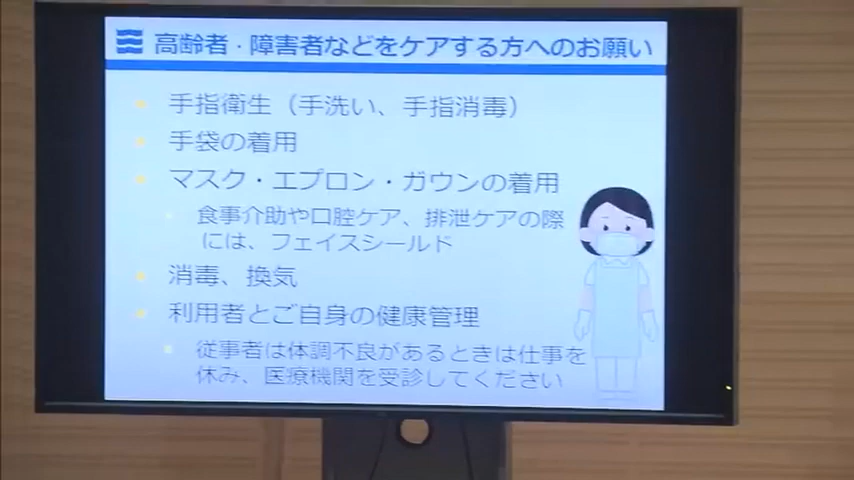 高齢者・障害者などをケアする方へのお願い
手指衛生（手洗い、手指消毒）
手袋の着用
マスク・エプロン・ガウンの着用
食事介助や口腔ケア、排泄ケアの際
には、フェイスシールド
消毒、換気
利用者とご自身の健康管理
従事者は体調不良があるときは仕事を
休み、医療機関を受診してください